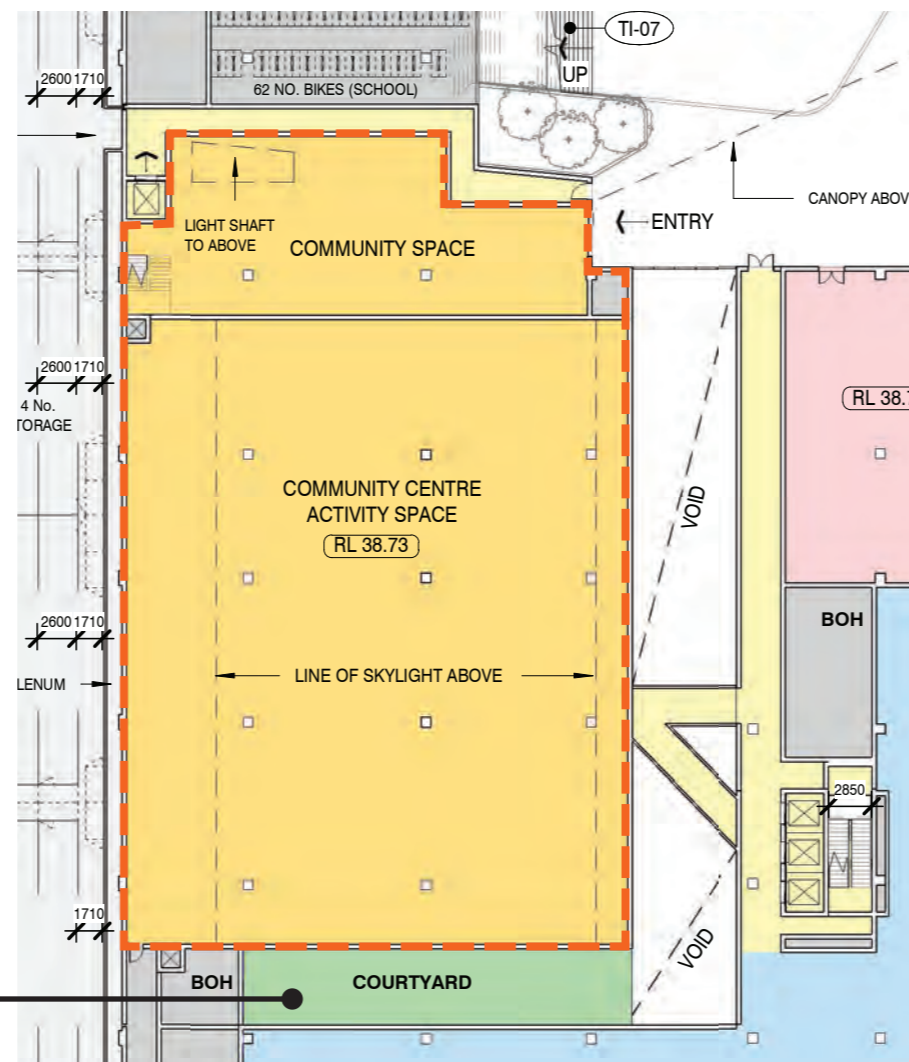 TI-07
UP
2600 1710
62 NO. BIKES (SCHOOL)
LIGHT SHAFT
TO ABOVE
COMMUNITY SPACE
ENTRY
CANOPY ABOV
2600 1710
4 No.
TORAGE
RL 38.
COMMUNITY CENTRE
ACTIVITY SPACE
RL 38.73
VOID
2600 1710
BOH
LENUM
LINE OF SKYLIGHT ABOVE
2850
1710
VOID
BOH
COURTYARD